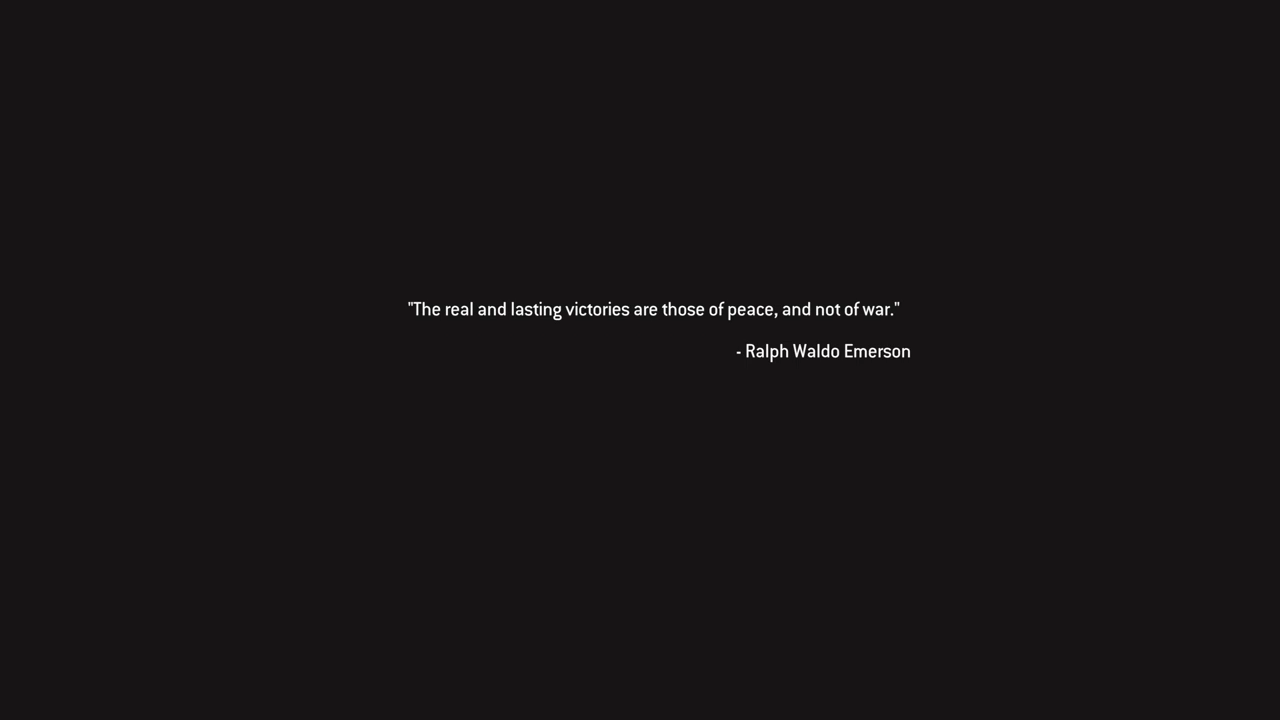 "The real and lasting victories are those of peace, and not of war."
- Ralph Waldo Emerson